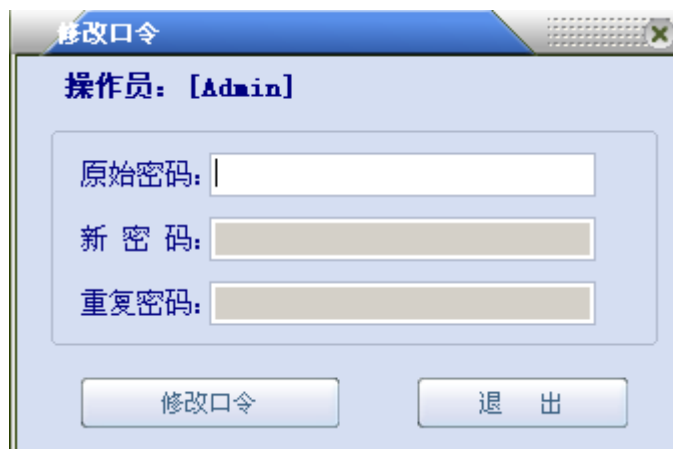 修改口令
操作员：[Admin]
原始密码：
新 密 码：
重复密码：
修改口令
退 出